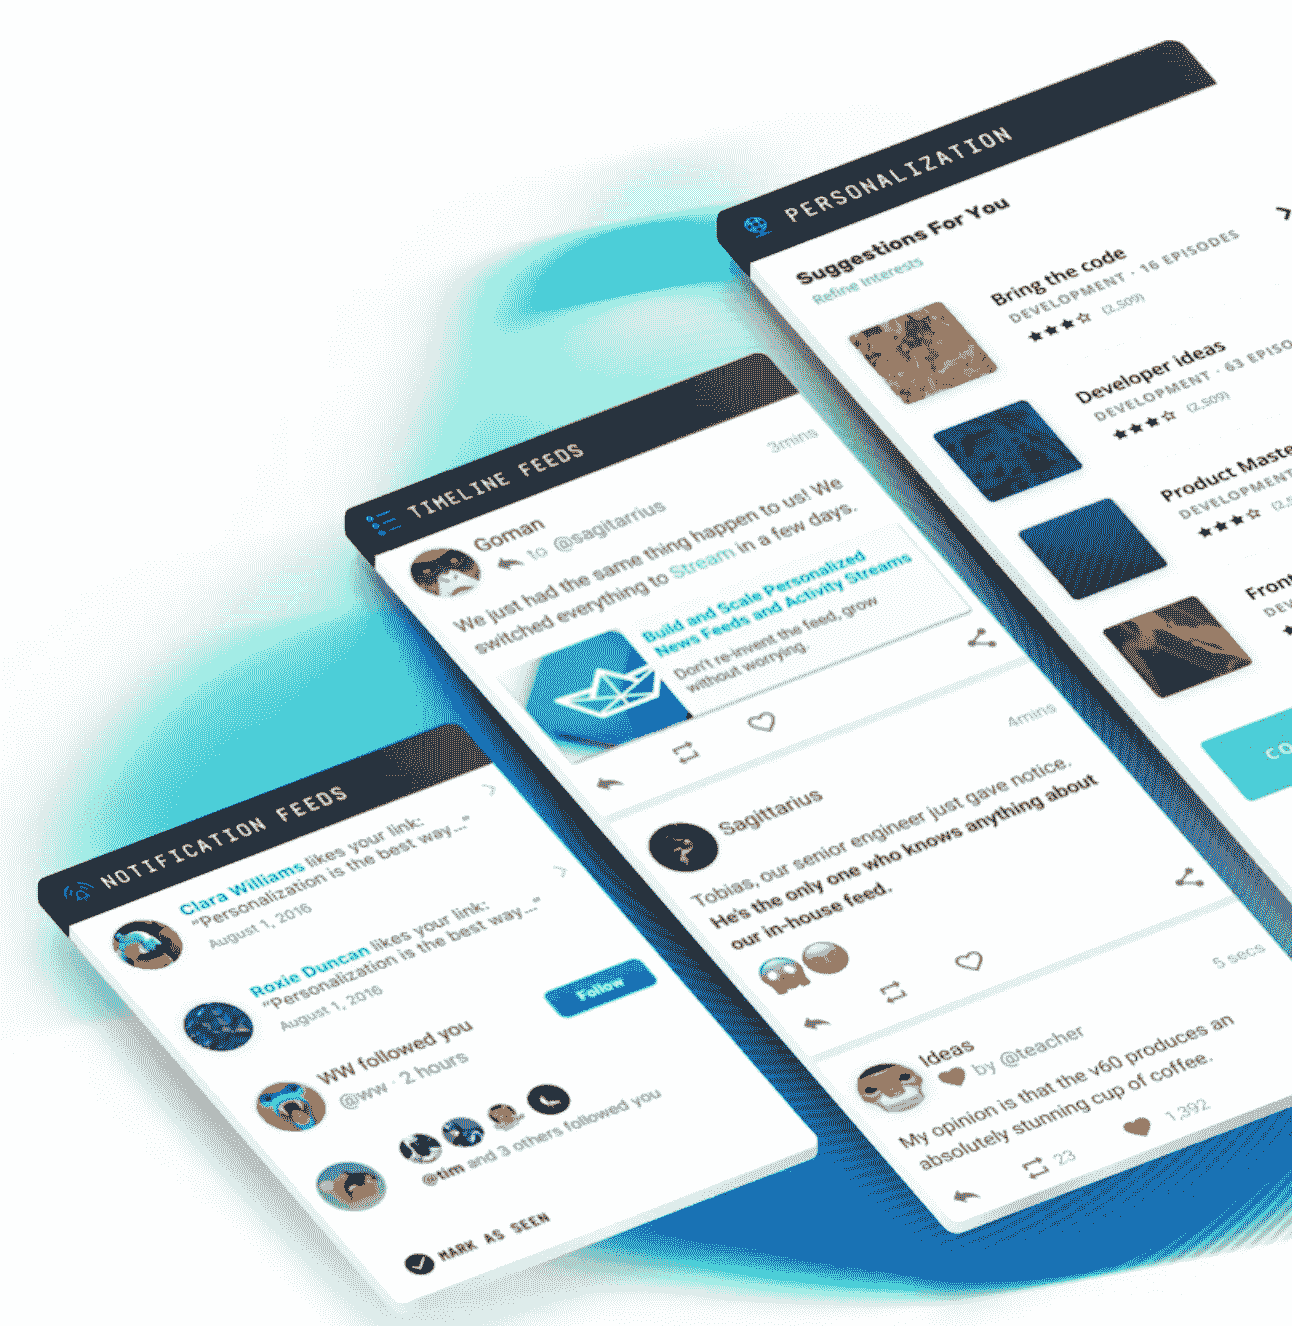 PERSONALIZATION
Suggestions For You
Refine Interests
Bring the code
DEVELOPMENT · 16 EPISODES
(2,509)
Developer ideas
DEVELOPMENT · 63 EPISO
(2,509)
Product Maste
DEVELOPMENT
(2,5
Front
DEV
CO
TIMELINE FEEDS
3mins
Goman
to @sagitarrius
We just had the same thing happen to us! We
switched everything to Stream in a few days.
Build and Scale Personalized
News Feeds and Activity Streams
Don't re-invent the feed, grow
without worrying.
4mins
Sagittarius
Tobias, our senior engineer just gave notice.
He's the only one who knows anything about
our in-house feed.
5 secs
Ideas
by @teacher
My opinion is that the v60 produces an
absolutely stunning cup of coffee.
23
1,392
NOTIFICATION FEEDS
Clara Williams likes your link:
"Personalization is the best way..."
August 1, 2016
Roxie Duncan likes your link:
"Personalization is the best way..."
August 1, 2016
WW followed you
@ww · 2 hours
Follow
@tim and 3 others followed you
MARK AS SEEN